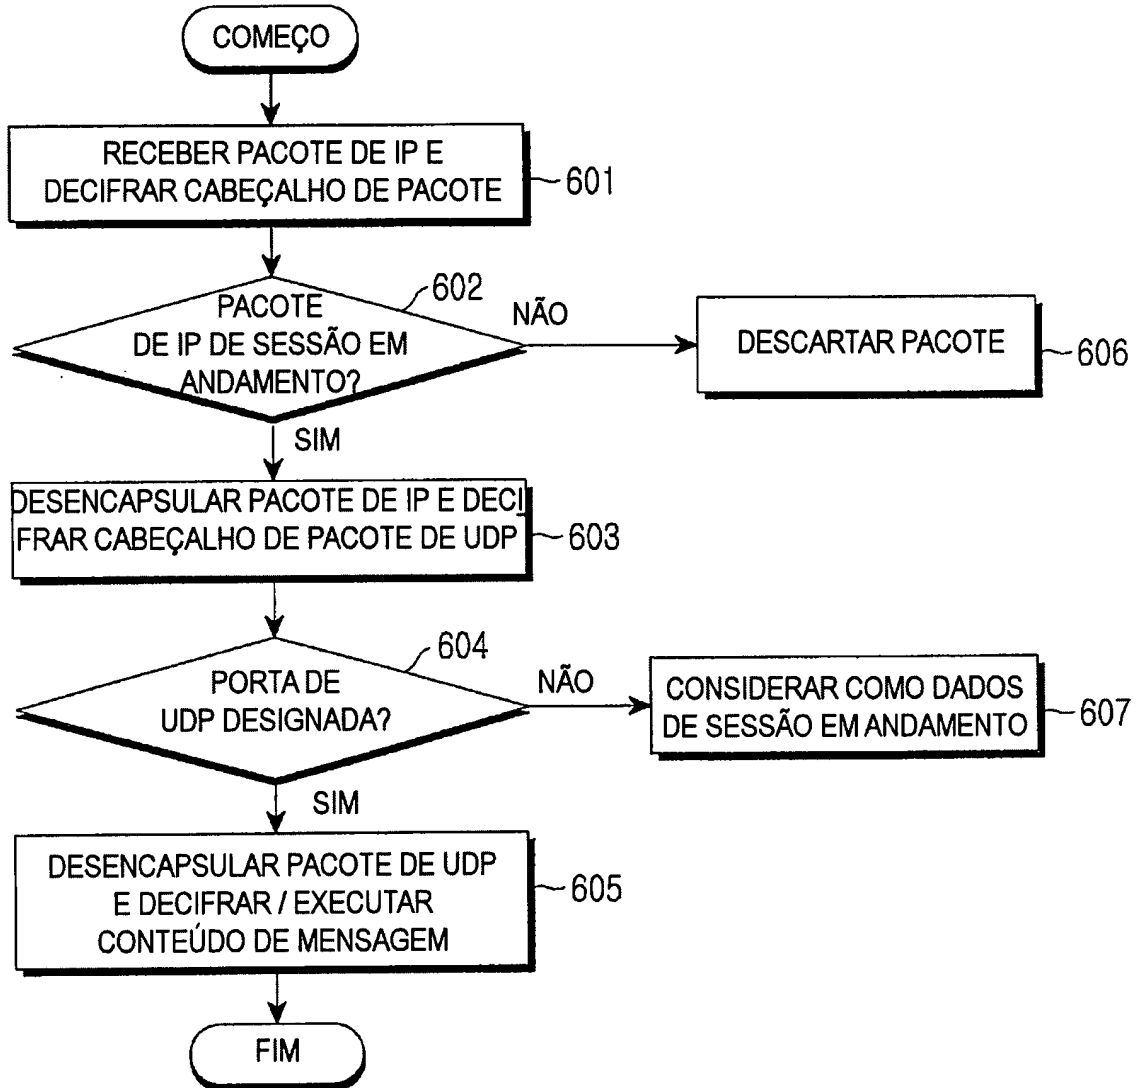 COMEÇO
RECEBER PACOTE DE IP E
DECIFRAR CABEÇALHO DE PACOTE
601
602
PACOTE
DE IP DE SESSÃO EM
ANDAMENTO?
NÃO
DESCARTAR PACOTE
606
SIM
DESENCAPSULAR PACOTE DE IP E DECI
FRAR CABEÇALHO DE PACOTE DE UDP
603
604
PORTA DE
UDP DESIGNADA?
NÃO
CONSIDERAR COMO DADOS
DE SESSÃO EM ANDAMENTO
607
SIM
DESENCAPSULAR PACOTE DE UDP
E DECIFRAR / EXECUTAR
CONTEÚDO DE MENSAGEM
605
FIM